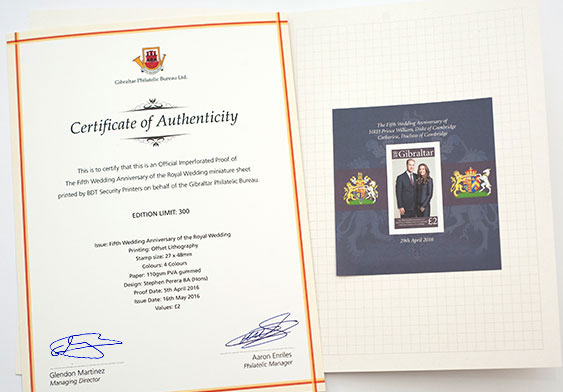 Gibraltar Philatelic Bureau Ltd.
Certificate of Authenticity
This is to certify that this is an Official Imperforated Proof of
The Fifth Wedding Anniversary of the Royal Wedding miniature sheet
printed by BDT Security Printers on behalf of the Gibraltar Philatelic Bureau.
EDITION LIMIT: 300
Issue: Fifth Wedding Anniversary of the Royal Wedding
Printing: Offset Lithography
Stamp size: 27 x 48mm
Colours: 4 Colours
Paper: 110gsm PVA gummed
Design: Stephen Perera BA (Hons)
Proof Date: 5th April 2016
Issue Date: 16th May 2016
Values: £2
Glendon Martinez
Managing Director
Aaron Enriles
Philatelic Manager
The Fifth Wedding Anniversary of
HRH Prince William, Duke of Cambridge
Catherine, Duchess of Cambridge
Gibraltar
£2
29th April 2016